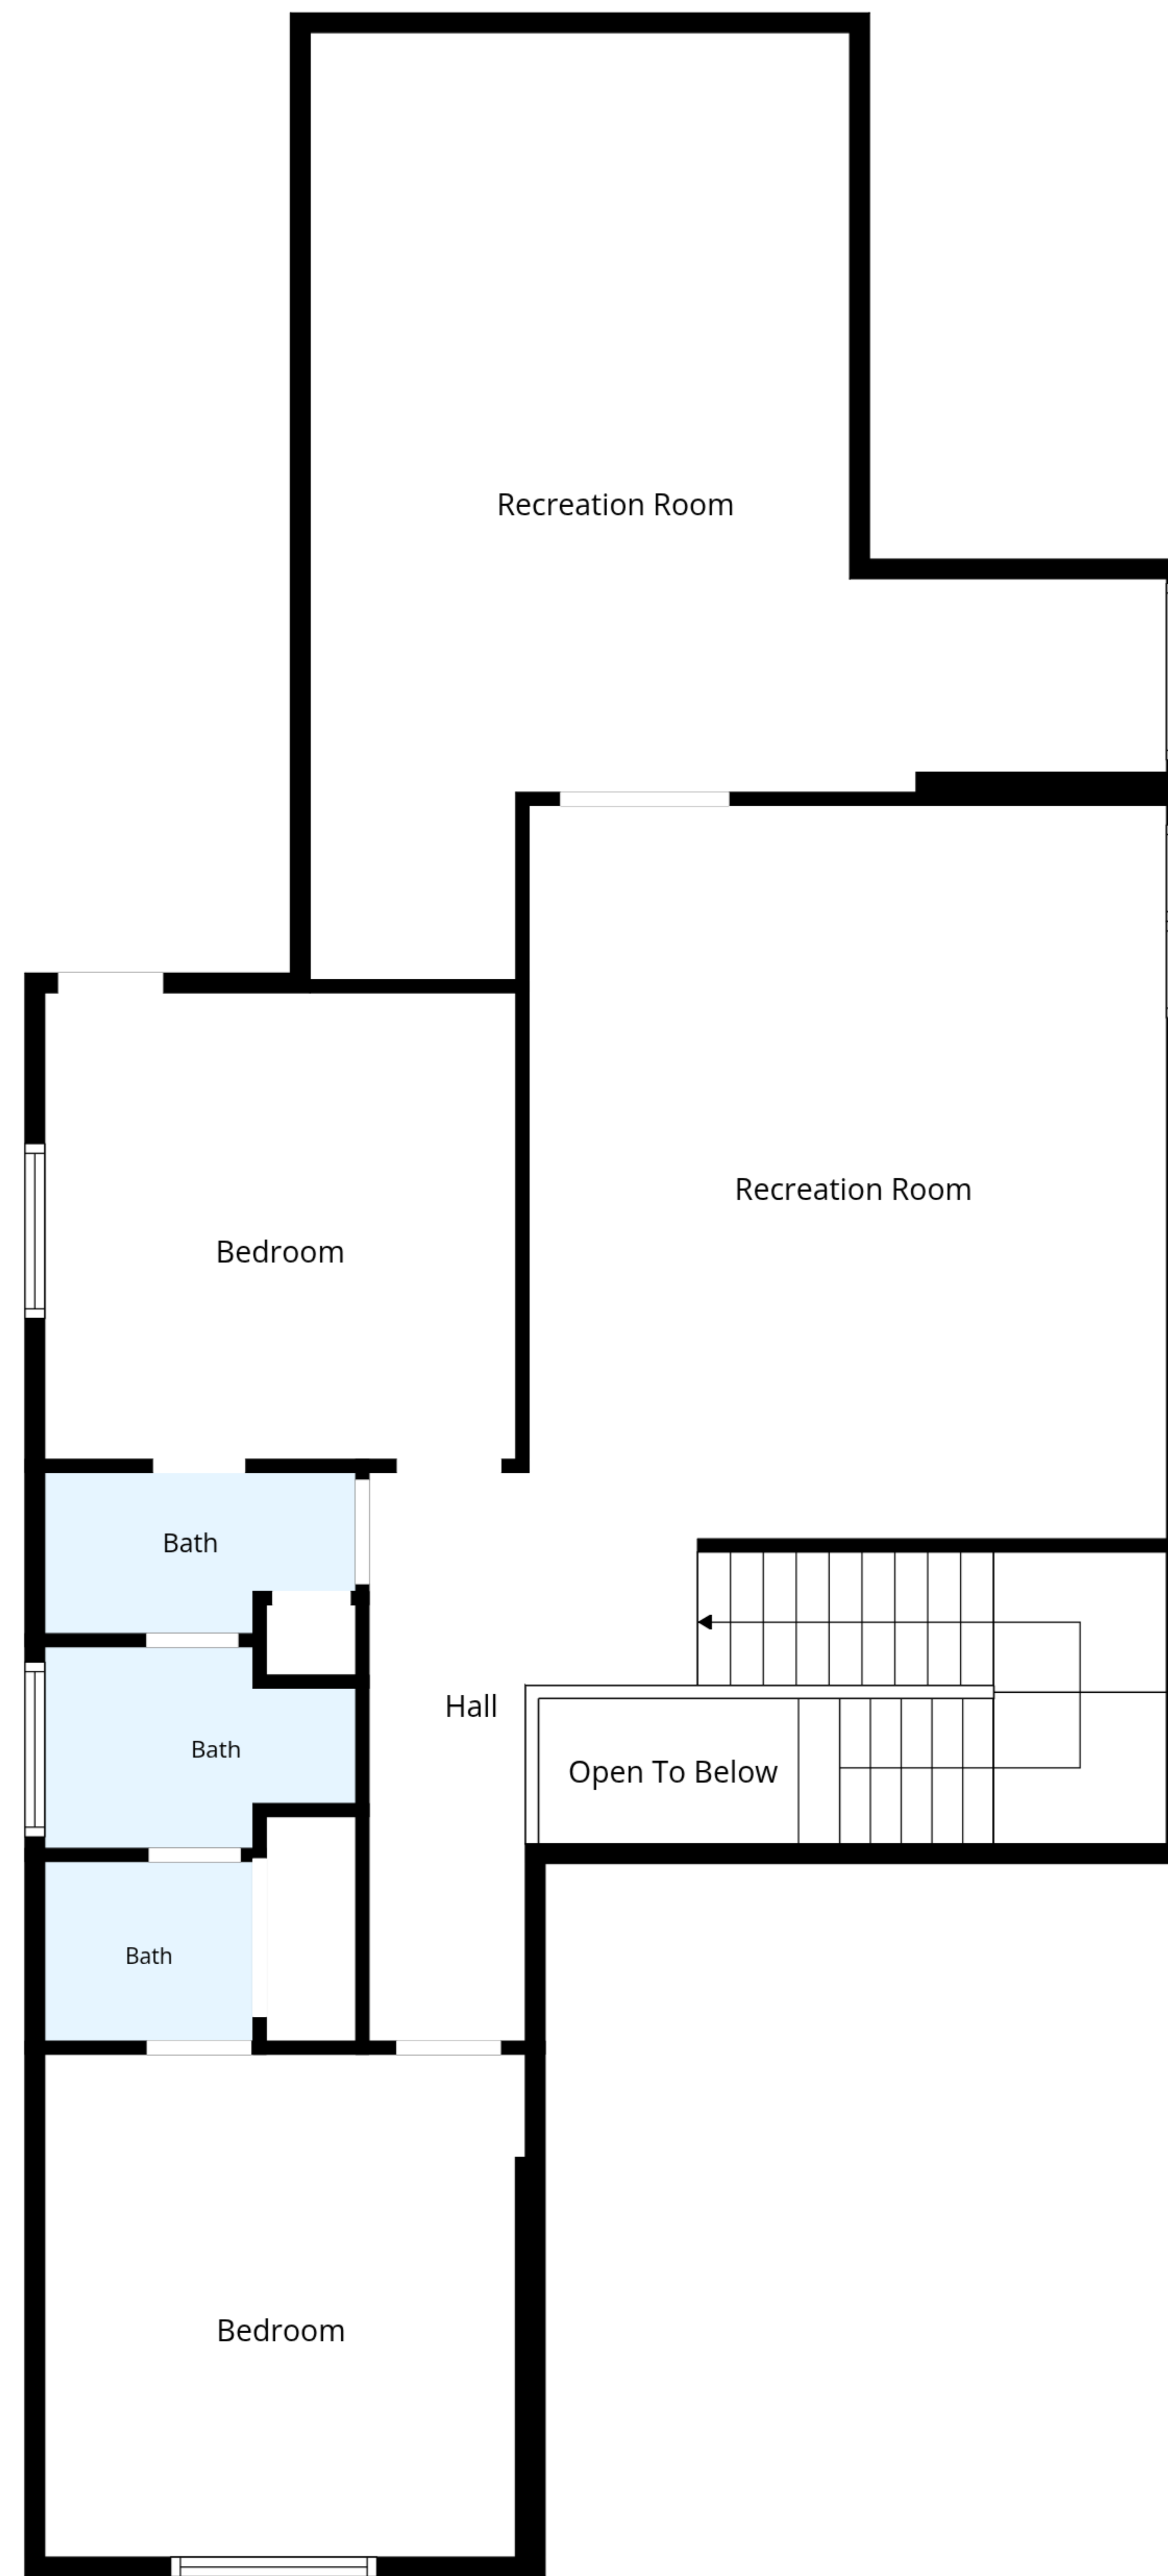 Recreation Room
Recreation Room
Bedroom
Bath
Hall
Bath
Open To Below
Bath
Bedroom